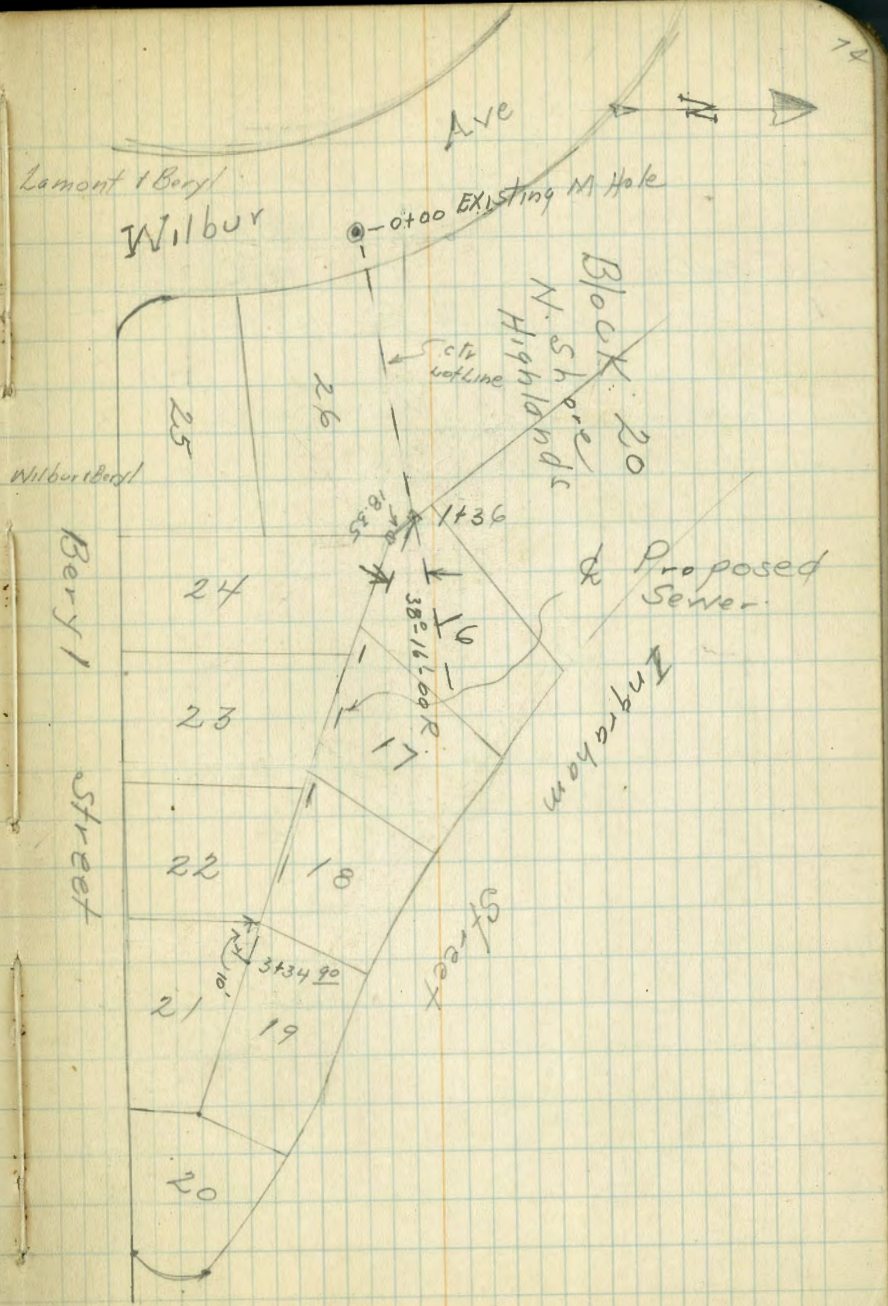 14
N
Ave
Lamont & Beryl
Wilbur
0+00 Existing M Hole
Block 20
N. Shore
Highlands
ctr
Lot Line
26
25
Wilbur & Beryl
18.35
1+36
℄ Proposed
Sewer.
24
16
38°-16'-00 R.
Beryl Street
23
17
Ingraham Street
22
18
3+34 90
10'
21
19
20